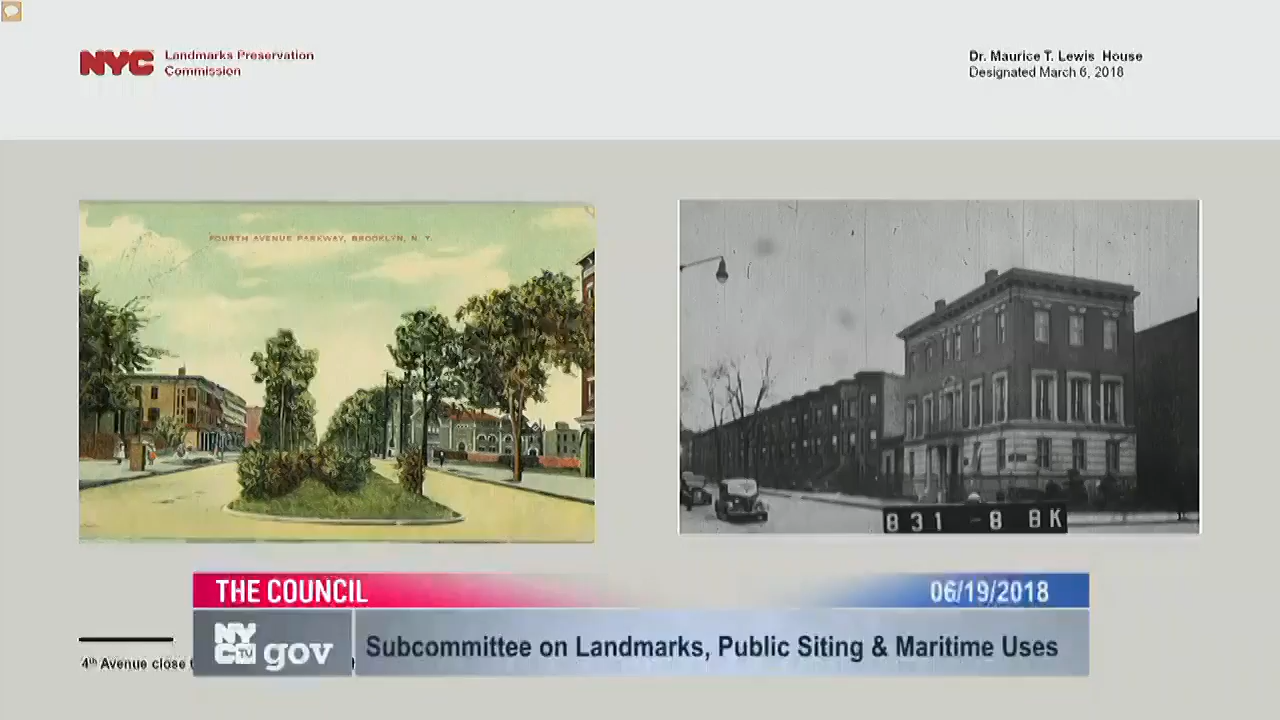 NYC Landmarks Preservation
Commission
Dr. Maurice T. Lewis House
Designated March 6, 2018
FOURTH AVENUE PARKWAY, BROOKLYN, N. Y.
831 -8 BK
THE COUNCIL
06/19/2018
NYC TV gov
Subcommittee on Landmarks, Public Siting & Maritime Uses
4th Avenue close